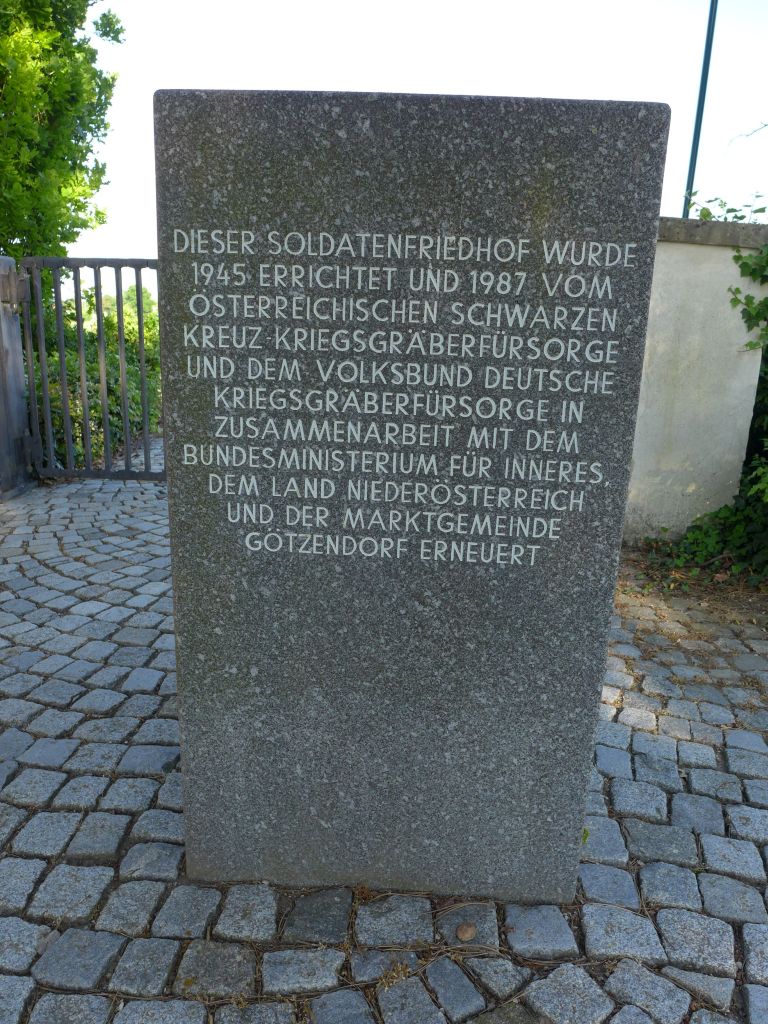 DIESER SOLDATENFRIEDHOF WURDE
1945 ERRICHTET UND 1987 VOM
ÖSTERREICHISCHEN SCHWARZEN
KREUZ-KRIEGSGRÄBERFÜRSORGE
UND DEM VOLKSBUND DEUTSCHE
KRIEGSGRÄBERFÜRSORGE IN
ZUSAMMENARBEIT MIT DEM
BUNDESMINISTERIUM FÜR INNERES,
DEM LAND NIEDERÖSTERREICH
UND DER MARKTGEMEINDE
GÖTZENDORF ERNEUERT